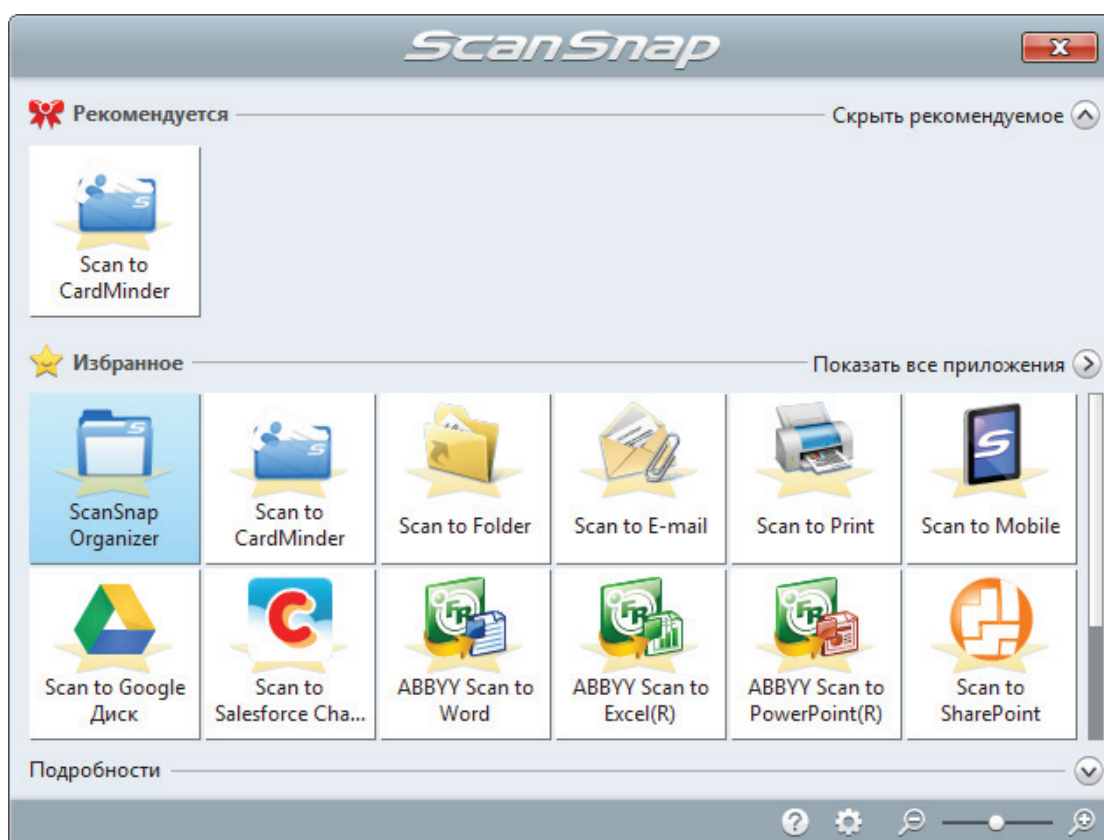 ScanSnap
Рекомендуется
Скрыть рекомендуемое
Scan to
CardMinder
Избранное
Показать все приложения
ScanSnap
Organizer
Scan to
CardMinder
Scan to Folder
Scan to E-mail
Scan to Print
Scan to Mobile
Scan to Google
Диск
Scan to
Salesforce Cha...
ABBYY Scan to
Word
ABBYY Scan to
Excel(R)
ABBYY Scan to
PowerPoint(R)
Scan to
SharePoint
Подробности